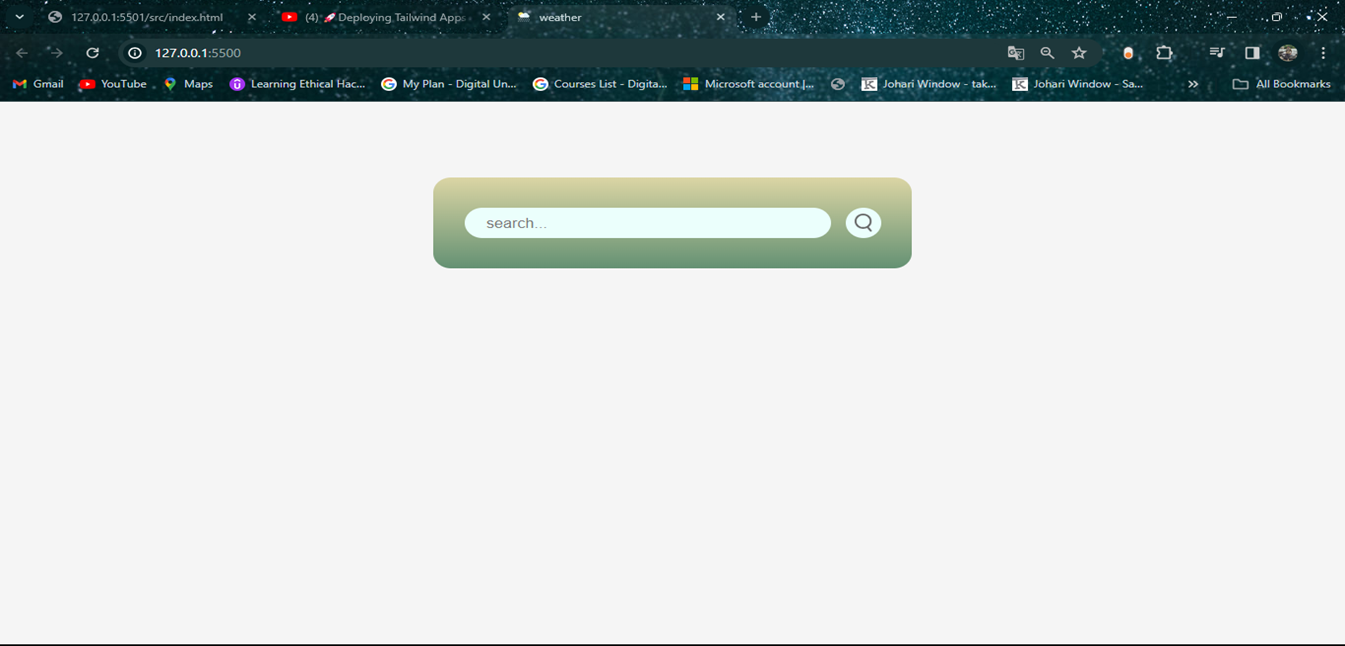 127.0.0.1:5501/src/index.html
(4) 🚀Deploying Tailwind Apps
weather
127.0.0.1:5500
Gmail
YouTube
Maps
Learning Ethical Hac...
My Plan - Digital Un...
Courses List - Digita...
Microsoft account |...
Johari Window - tak...
Johari Window - Sa...
All Bookmarks
search...